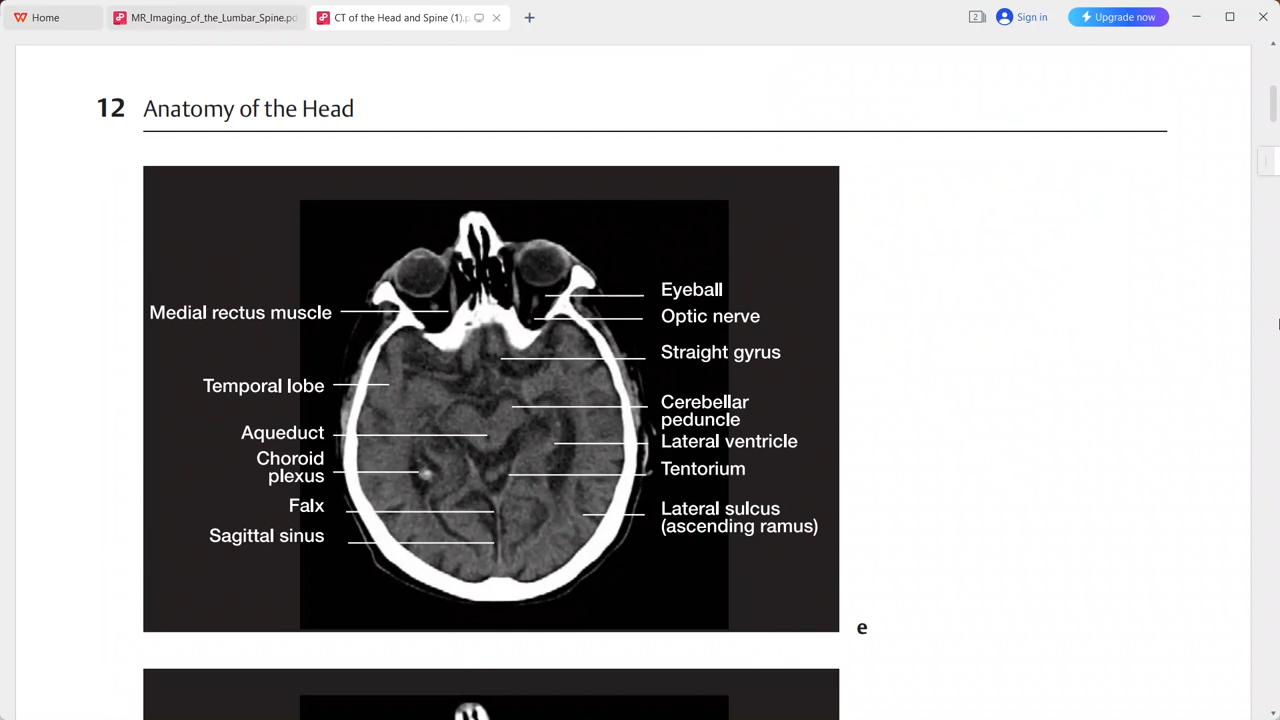 Home
MR_Imaging_of_the_Lumbar_Spine.pd
CT of the Head and Spine (1).p
2
Sign in
Upgrade now
12 Anatomy of the Head
Medial rectus muscle
Temporal lobe
Aqueduct
Choroid
plexus
Falx
Sagittal sinus
Eyeball
Optic nerve
Straight gyrus
Cerebellar
peduncle
Lateral ventricle
Tentorium
Lateral sulcus
(ascending ramus)
e